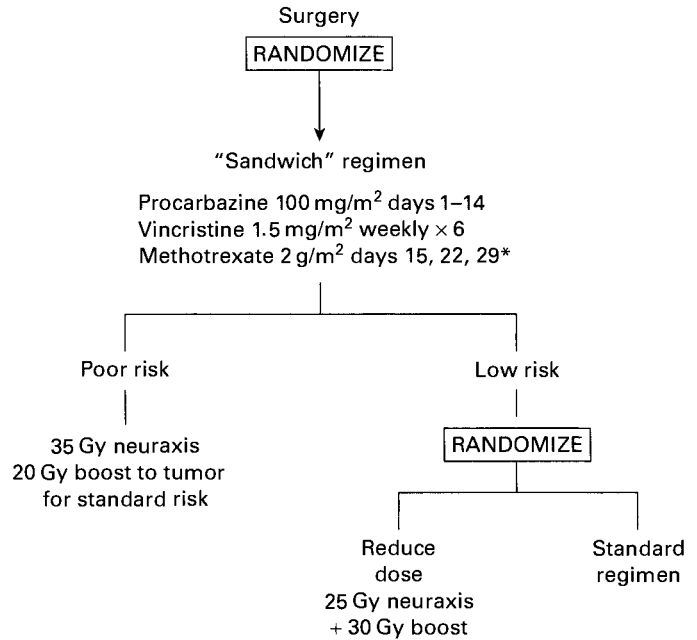 Surgery
RANDOMIZE
"Sandwich" regimen
Procarbazine 100 mg/m² days 1–14
Vincristine 1.5 mg/m² weekly × 6
Methotrexate 2 g/m² days 15, 22, 29*
Poor risk
35 Gy neuraxis
20 Gy boost to tumor
for standard risk
Low risk
RANDOMIZE
Reduce
dose
25 Gy neuraxis
+ 30 Gy boost
Standard
regimen